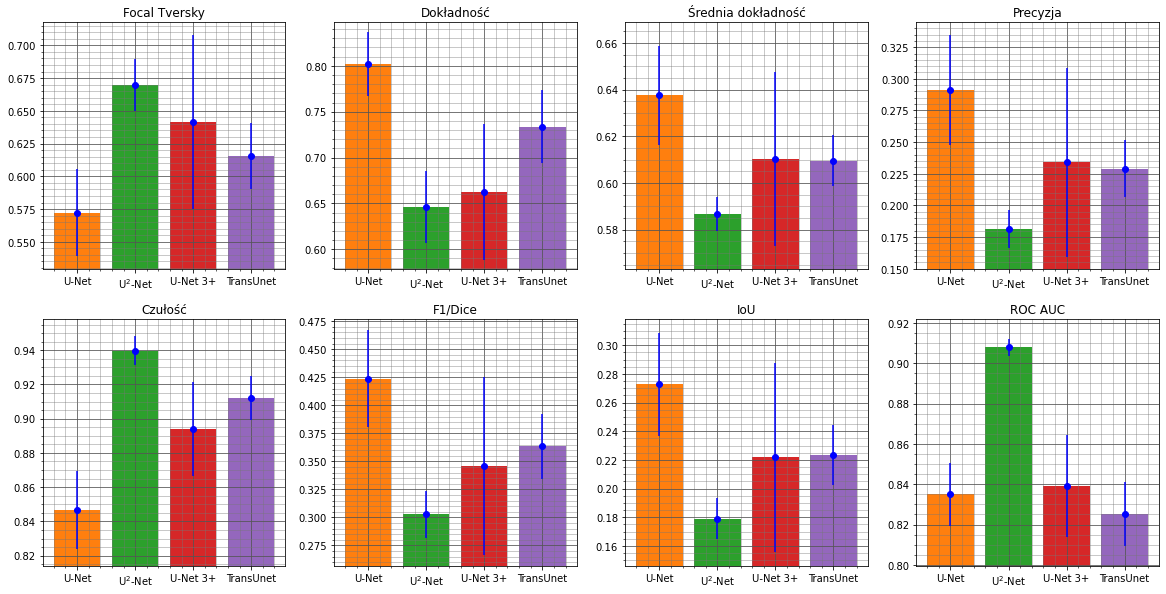 Focal Tversky
0.700
0.675
0.650
0.625
0.600
0.575
0.550
U-Net
U²-Net
U-Net 3+
TransUnet
Dokładność
0.80
0.75
0.70
0.65
0.60
U-Net
U²-Net
U-Net 3+
TransUnet
Średnia dokładność
0.66
0.64
0.62
0.60
0.58
U-Net
U²-Net
U-Net 3+
TransUnet
Precyzja
0.325
0.300
0.275
0.250
0.225
0.200
0.175
0.150
U-Net
U²-Net
U-Net 3+
TransUnet
Czułość
0.94
0.92
0.90
0.88
0.86
0.84
0.82
U-Net
U²-Net
U-Net 3+
TransUnet
F1/Dice
0.475
0.450
0.425
0.400
0.375
0.350
0.325
0.300
0.275
U-Net
U²-Net
U-Net 3+
TransUnet
IoU
0.30
0.28
0.26
0.24
0.22
0.20
0.18
0.16
U-Net
U²-Net
U-Net 3+
TransUnet
ROC AUC
0.92
0.90
0.88
0.86
0.84
0.82
0.80
U-Net
U²-Net
U-Net 3+
TransUnet